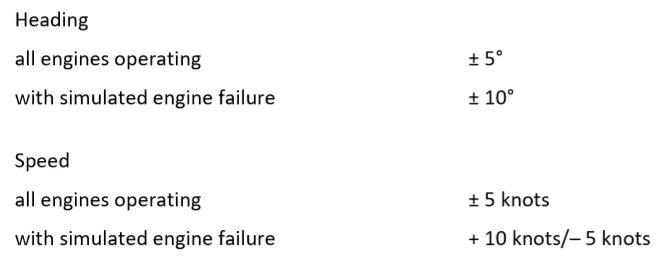 Heading
all engines operating ± 5°
with simulated engine failure ± 10°
Speed
all engines operating ± 5 knots
with simulated engine failure + 10 knots/– 5 knots